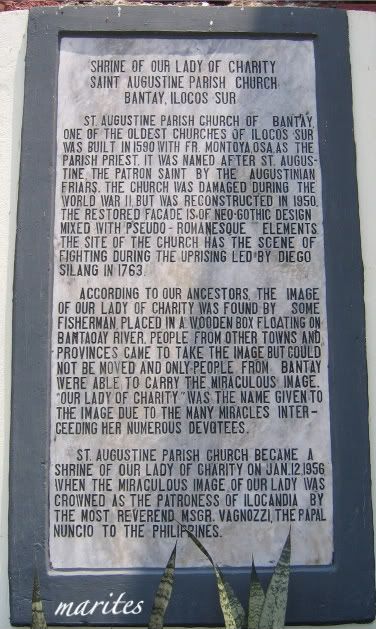 SHRINE OF OUR LADY OF CHARITY
SAINT AUGUSTINE PARISH CHURCH
BANTAY, ILOCOS SUR
ST. AUGUSTINE PARISH CHURCH OF BANTAY,
ONE OF THE OLDEST CHURCHES OF ILOCOS SUR
WAS BUILT IN 1590 WITH FR. MONTOYA, OSA, AS
THE PARISH PRIEST. IT WAS NAMED AFTER ST. AUGUS-
TINE, THE PATRON SAINT BY THE AUGUSTINIAN
FRIARS. THE CHURCH WAS DAMAGED DURING THE
WORLD WAR II BUT WAS RECONSTRUCTED IN 1950.
THE RESTORED FACADE IS OF NEO-GOTHIC DESIGN
MIXED WITH PSEUDO-ROMANESQUE ELEMENTS.
THE SITE OF THE CHURCH HAS THE SCENE OF
FIGHTING DURING THE UPRISING LED BY DIEGO
SILANG IN 1763.
ACCORDING TO OUR ANCESTORS, THE IMAGE
OF OUR LADY OF CHARITY WAS FOUND BY SOME
FISHERMAN PLACED IN A WOODEN BOX FLOATING ON
BANTAOAY RIVER. PEOPLE FROM OTHER TOWNS AND
PROVINCES CAME TO TAKE THE IMAGE BUT COULD
NOT BE MOVED AND ONLY PEOPLE FROM BANTAY
WERE ABLE TO CARRY THE MIRACULOUS IMAGE.
"OUR LADY OF CHARITY" WAS THE NAME GIVEN TO
THE IMAGE DUE TO THE MANY MIRACLES INTER-
CEEDING HER NUMEROUS DEVOTEES.
ST. AUGUSTINE PARISH CHURCH BECAME A
SHRINE OF OUR LADY OF CHARITY ON JAN.12,1956
WHEN THE MIRACULOUS IMAGE OF OUR LADY WAS
CROWNED AS THE PATRONESS OF ILOCANDIA BY
THE MOST REVEREND MSGR. VAGNOZZI, THE PAPAL
NUNCIO TO THE PHILIPPINES.
marites